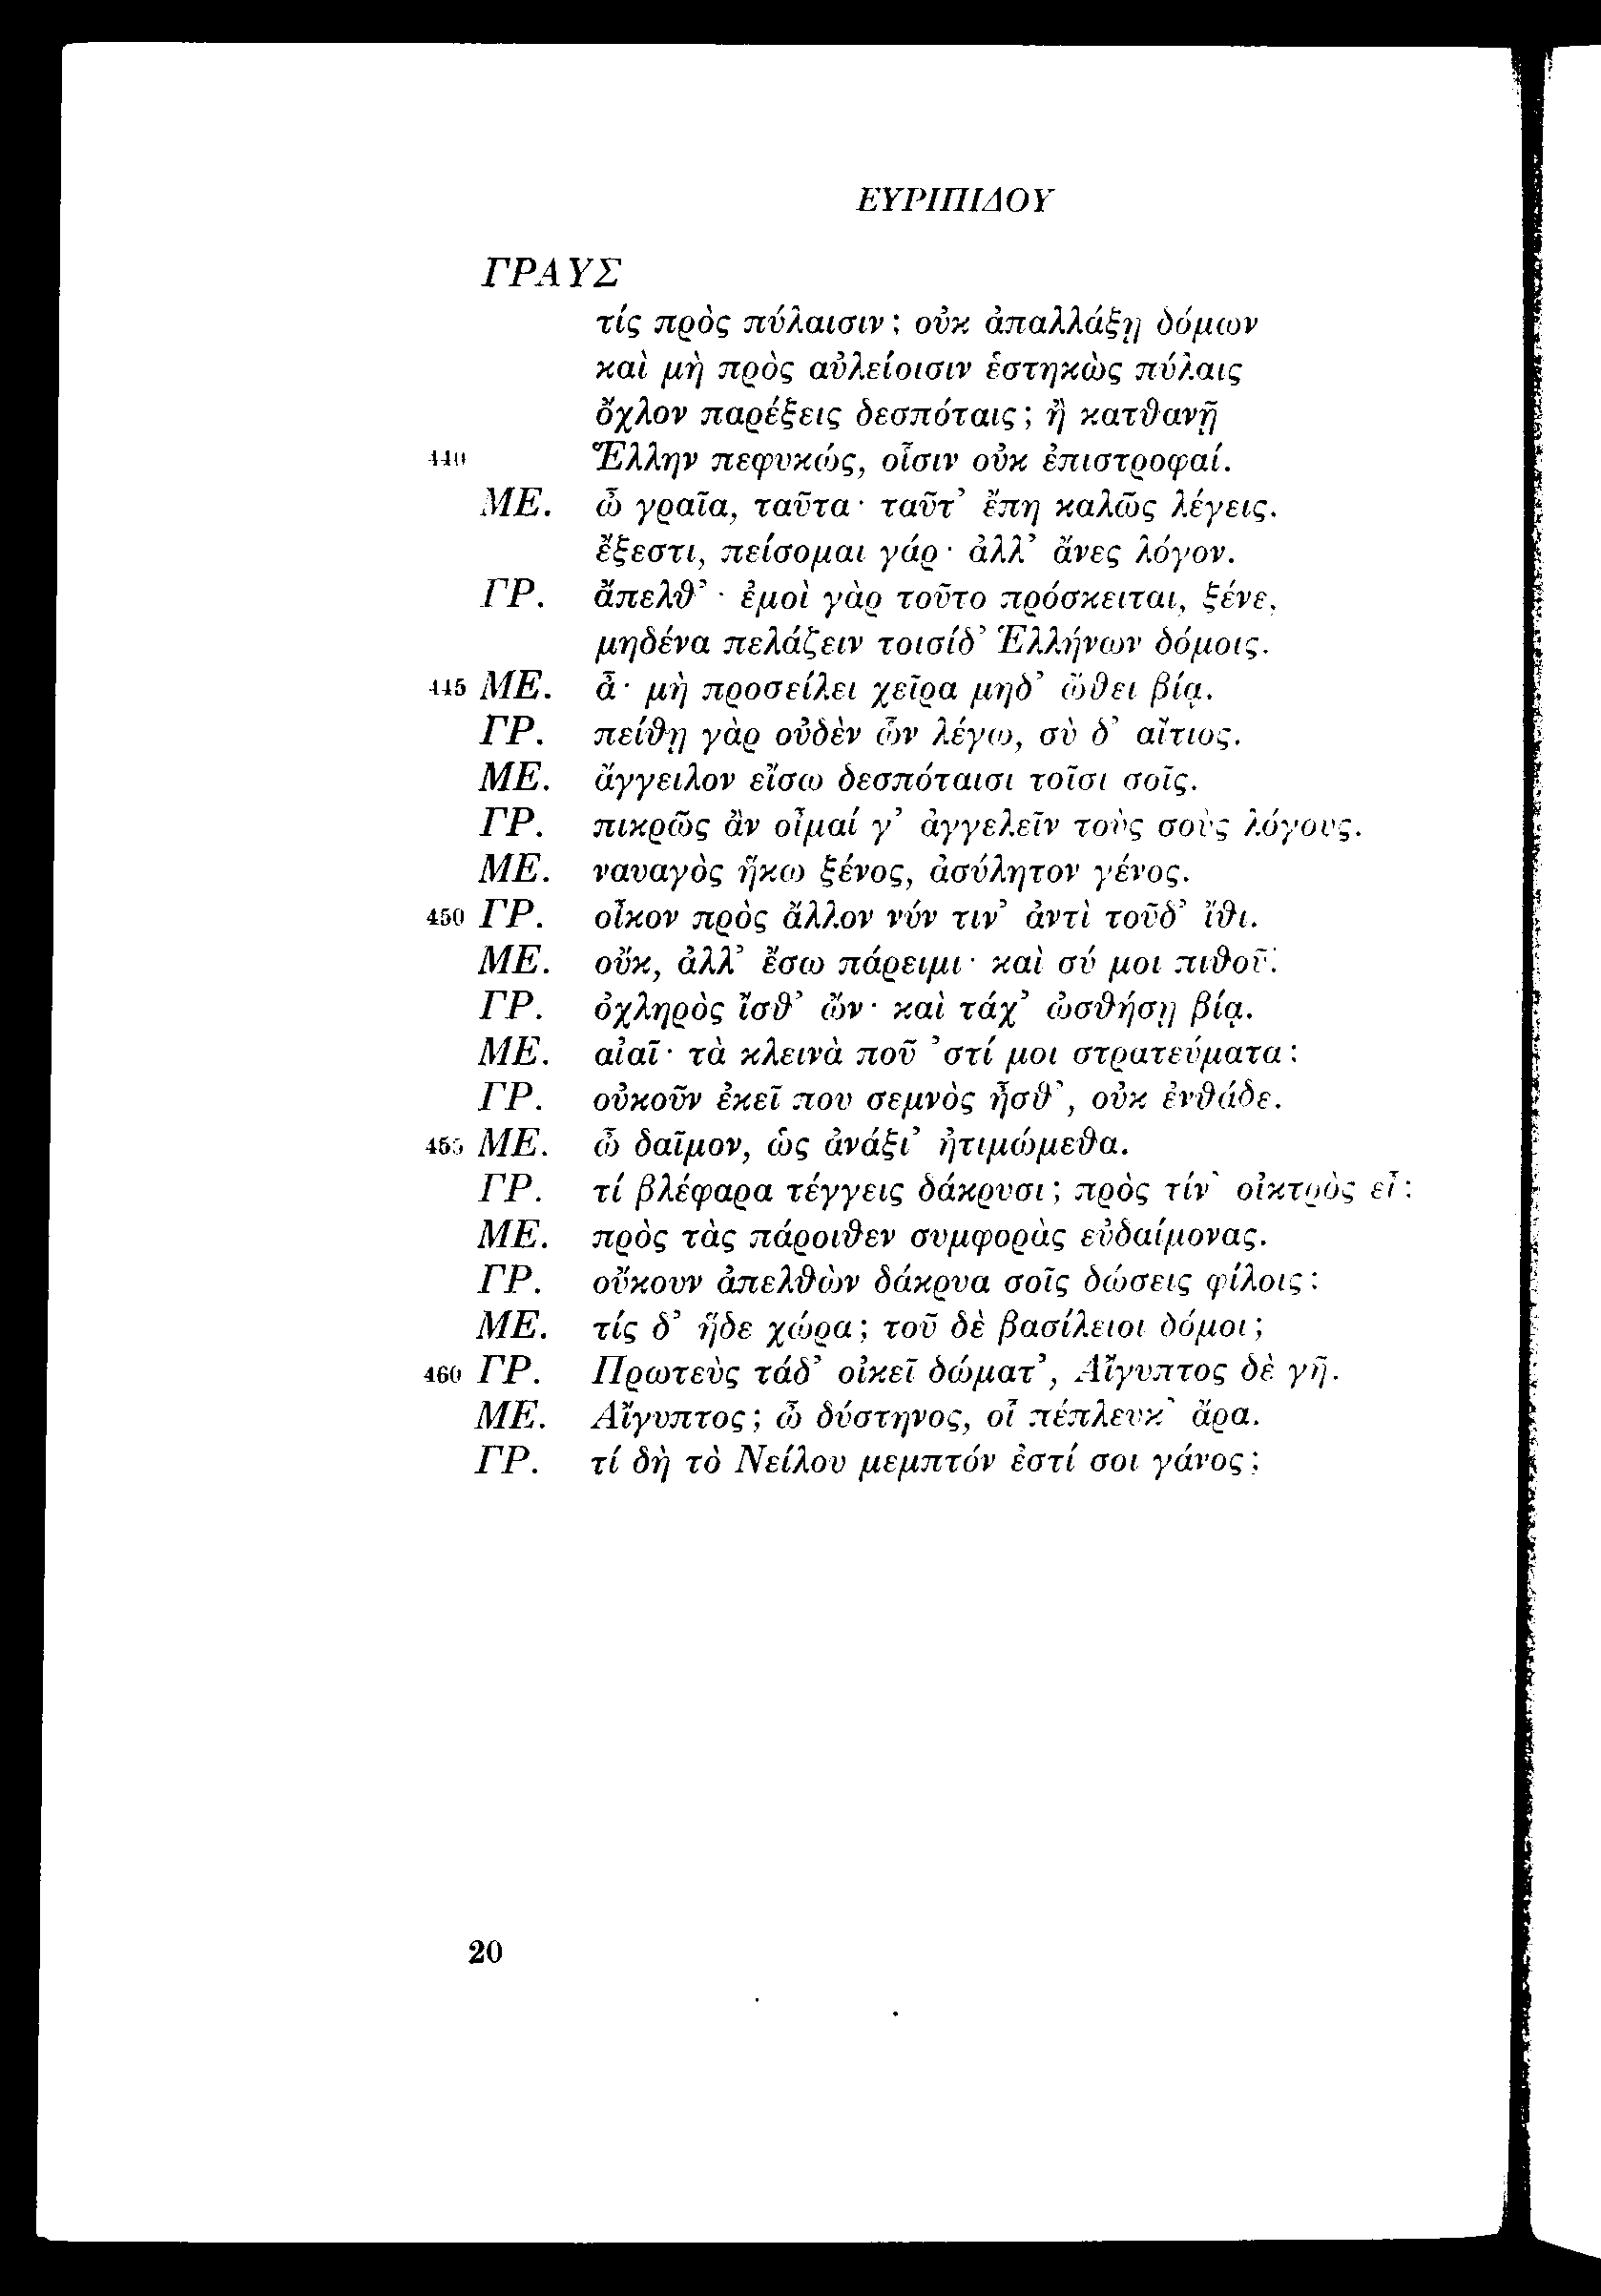 ΕΥΡΙΠΙΔΟΥ
ΓΡΑΥΣ
τίς πρὸς πύλαισιν; οὐκ ἀπαλλάξῃ δόμων
καὶ μὴ πρὸς αὐλείοισιν ἑστηκὼς πύλαις
ὄχλον παρέξεις δεσπόταις; ἢ κατθανῇ
440 Ἕλλην πεφυκώς, οἷσιν οὐκ ἐπιστροφαί.
ΜΕ. ὦ γραῖα, ταῦτα· ταῦτ’ ἔπη καλῶς λέγεις.
ἔξεστι, πείσομαι γάρ· ἀλλ’ ἄνες λόγον.
ΓΡ. ἄπελθ’· ἐμοὶ γὰρ τοῦτο πρόσκειται, ξένε,
μηδένα πελάζειν τοισίδ’ Ἑλλήνων δόμοις.
445 ΜΕ. ἆ· μὴ προσείλει χεῖρα μηδ’ ὤθει βίᾳ.
ΓΡ. πείθῃ γὰρ οὐδὲν ὧν λέγω, σὺ δ’ αἴτιος.
ΜΕ. ἄγγειλον εἴσω δεσπόταισι τοῖσι σοῖς.
ΓΡ. πικρῶς ἂν οἶμαί γ’ ἀγγελεῖν τοὺς σοὺς λόγους.
ΜΕ. ναυαγὸς ἥκω ξένος, ἀσύλητον γένος.
450 ΓΡ. οἶκον πρὸς ἄλλον νύν τιν’ ἀντὶ τοῦδ’ ἴθι.
ΜΕ. οὔκ, ἀλλ’ ἔσω πάρειμι· καὶ σύ μοι πιθοῦ.
ΓΡ. ὀχληρὸς ἴσθ’ ὤν· καὶ τάχ’ ὠσθήσῃ βίᾳ.
ΜΕ. αἰαῖ· τὰ κλεινὰ ποῦ ’στί μοι στρατεύματα;
ΓΡ. οὐκοῦν ἐκεῖ που σεμνὸς ἦσθ’, οὐκ ἐνθάδε.
455 ΜΕ. ὦ δαῖμον, ὡς ἀνάξι’ ἠτιμώμεθα.
ΓΡ. τί βλέφαρα τέγγεις δάκρυσι; πρὸς τίν’ οἰκτρὸς εἶ;
ΜΕ. πρὸς τὰς πάροιθεν συμφορὰς εὐδαίμονας.
ΓΡ. οὔκουν ἀπελθὼν δάκρυα σοῖς δώσεις φίλοις;
ΜΕ. τίς δ’ ἥδε χώρα; τοῦ δὲ βασίλειοι δόμοι;
460 ΓΡ. Πρωτεὺς τάδ’ οἰκεῖ δώματ’, Αἴγυπτος δὲ γῆ.
ΜΕ. Αἴγυπτος; ὦ δύστηνος, οἷ πέπλευκ’ ἄρα.
ΓΡ. τί δὴ τὸ Νείλου μεμπτόν ἐστί σοι γάνος;
20